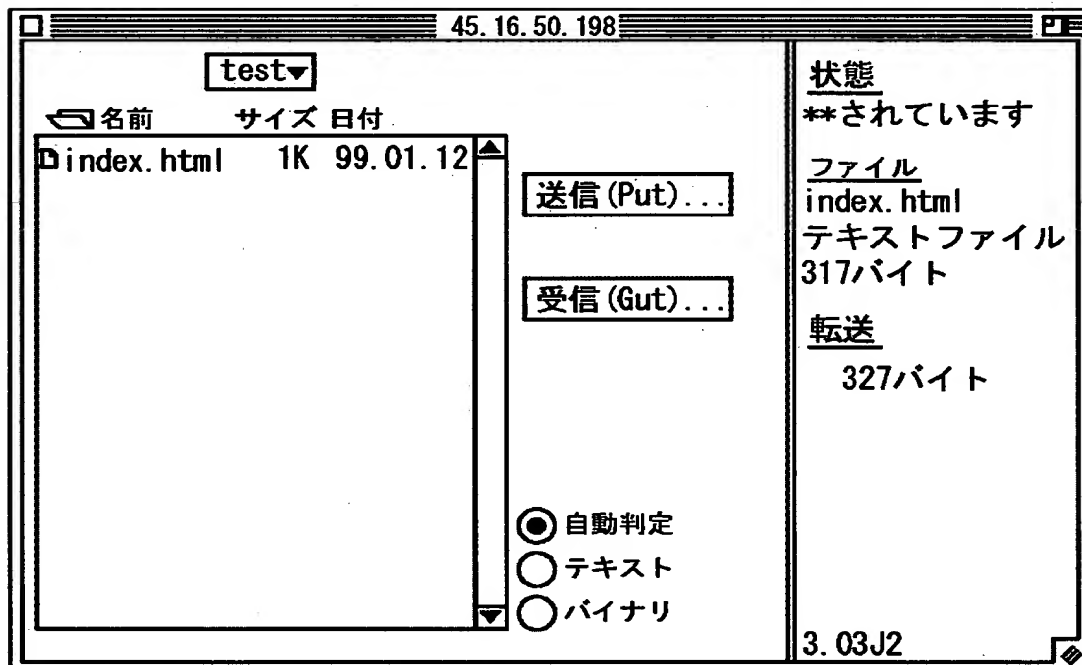 45.16.50.198
test▼
名前 サイズ 日付
index.html 1K 99.01.12
送信(Put)...
受信(Gut)...
自動判定
テキスト
バイナリ
状態
**されています
ファイル
index.html
テキストファイル
317バイト
転送
327バイト
3.03J2